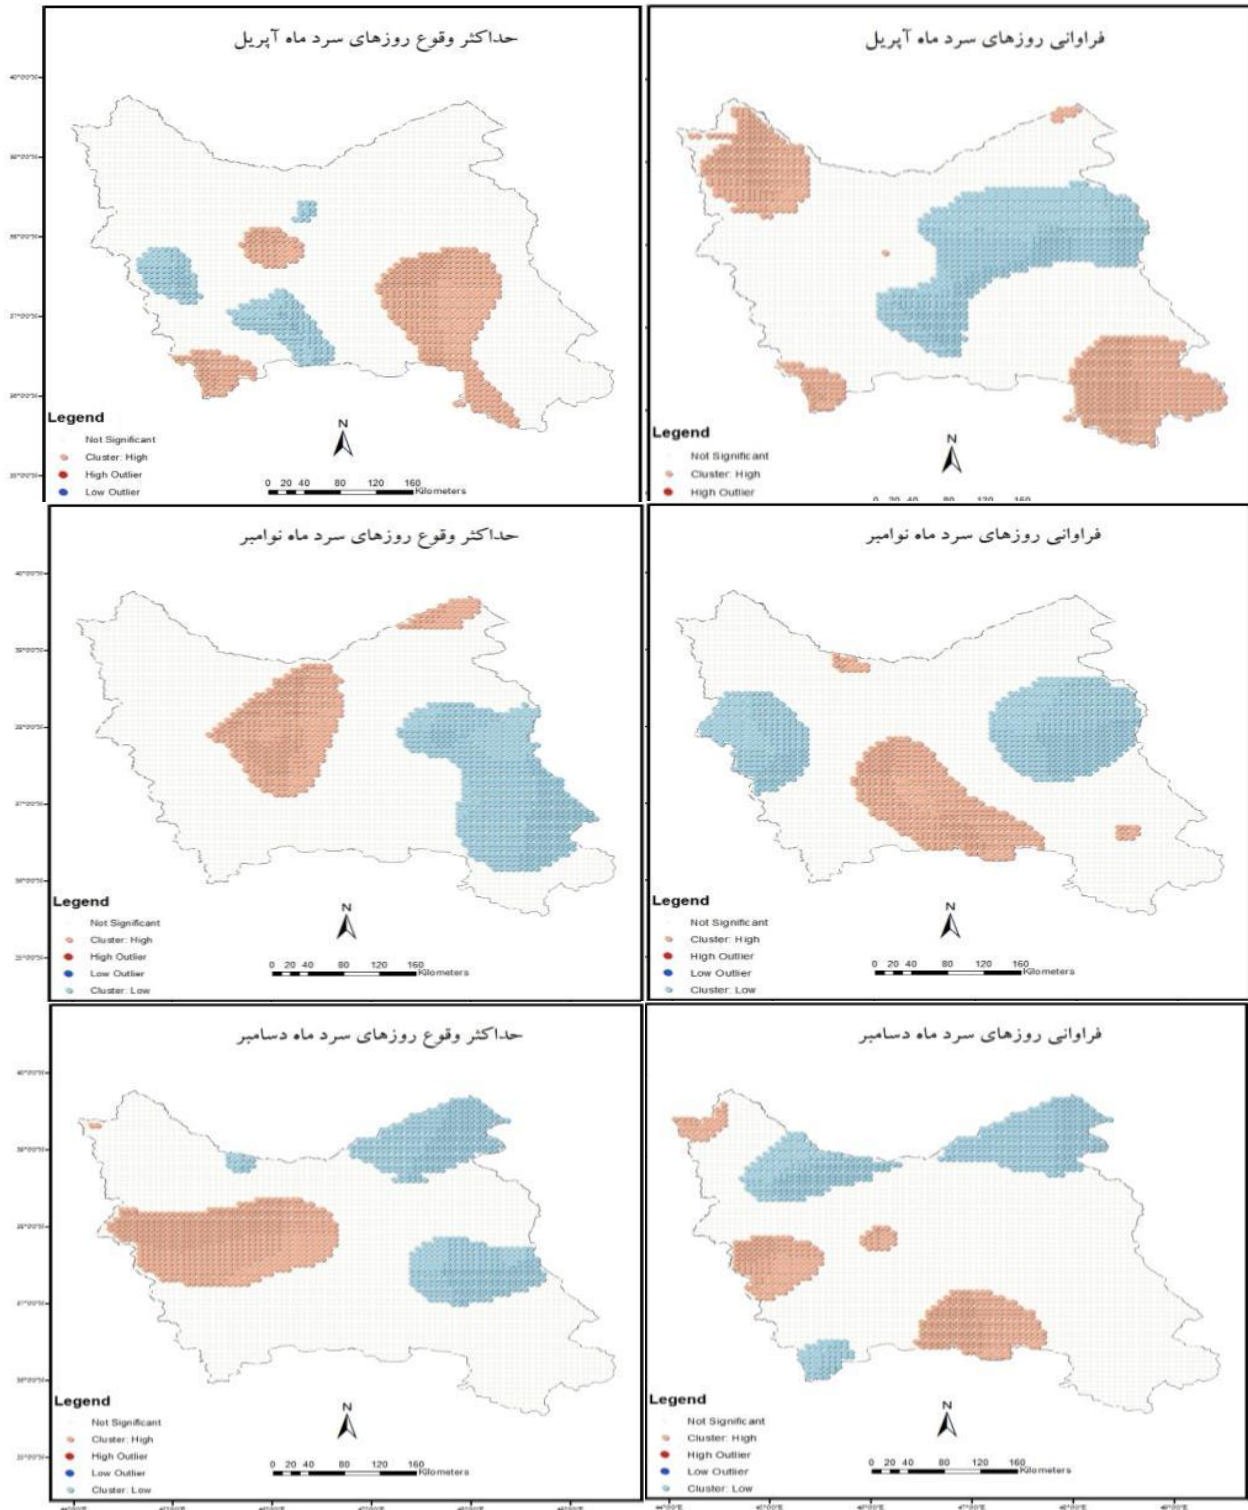 حداکثر وقوع روزهای سرد ماه آپریل
Legend
Not Significant
Cluster: High
High Outlier
Low Outlier
N
0 20 40 80 120 160
Kilometers
فراوانی روزهای سرد ماه آپریل
Legend
Not Significant
Cluster: High
High Outlier
N
0 20 40 80 120 160
حداکثر وقوع روزهای سرد ماه نوامبر
Legend
Not Significant
Cluster: High
High Outlier
Low Outlier
Cluster: Low
N
0 20 40 80 120 160
Kilometers
فراوانی روزهای سرد ماه نوامبر
Legend
Not Significant
Cluster: High
High Outlier
Low Outlier
Cluster: Low
N
0 20 40 80 120 160
Kilometers
حداکثر وقوع روزهای سرد ماه دسامبر
Legend
Not Significant
Cluster: High
High Outlier
Low Outlier
Cluster: Low
N
0 20 40 80 120 160
Kilometers
فراوانی روزهای سرد ماه دسامبر
Legend
Not Significant
Cluster: High
High Outlier
Low Outlier
Cluster: Low
N
0 20 40 80 120 160
Kilometers